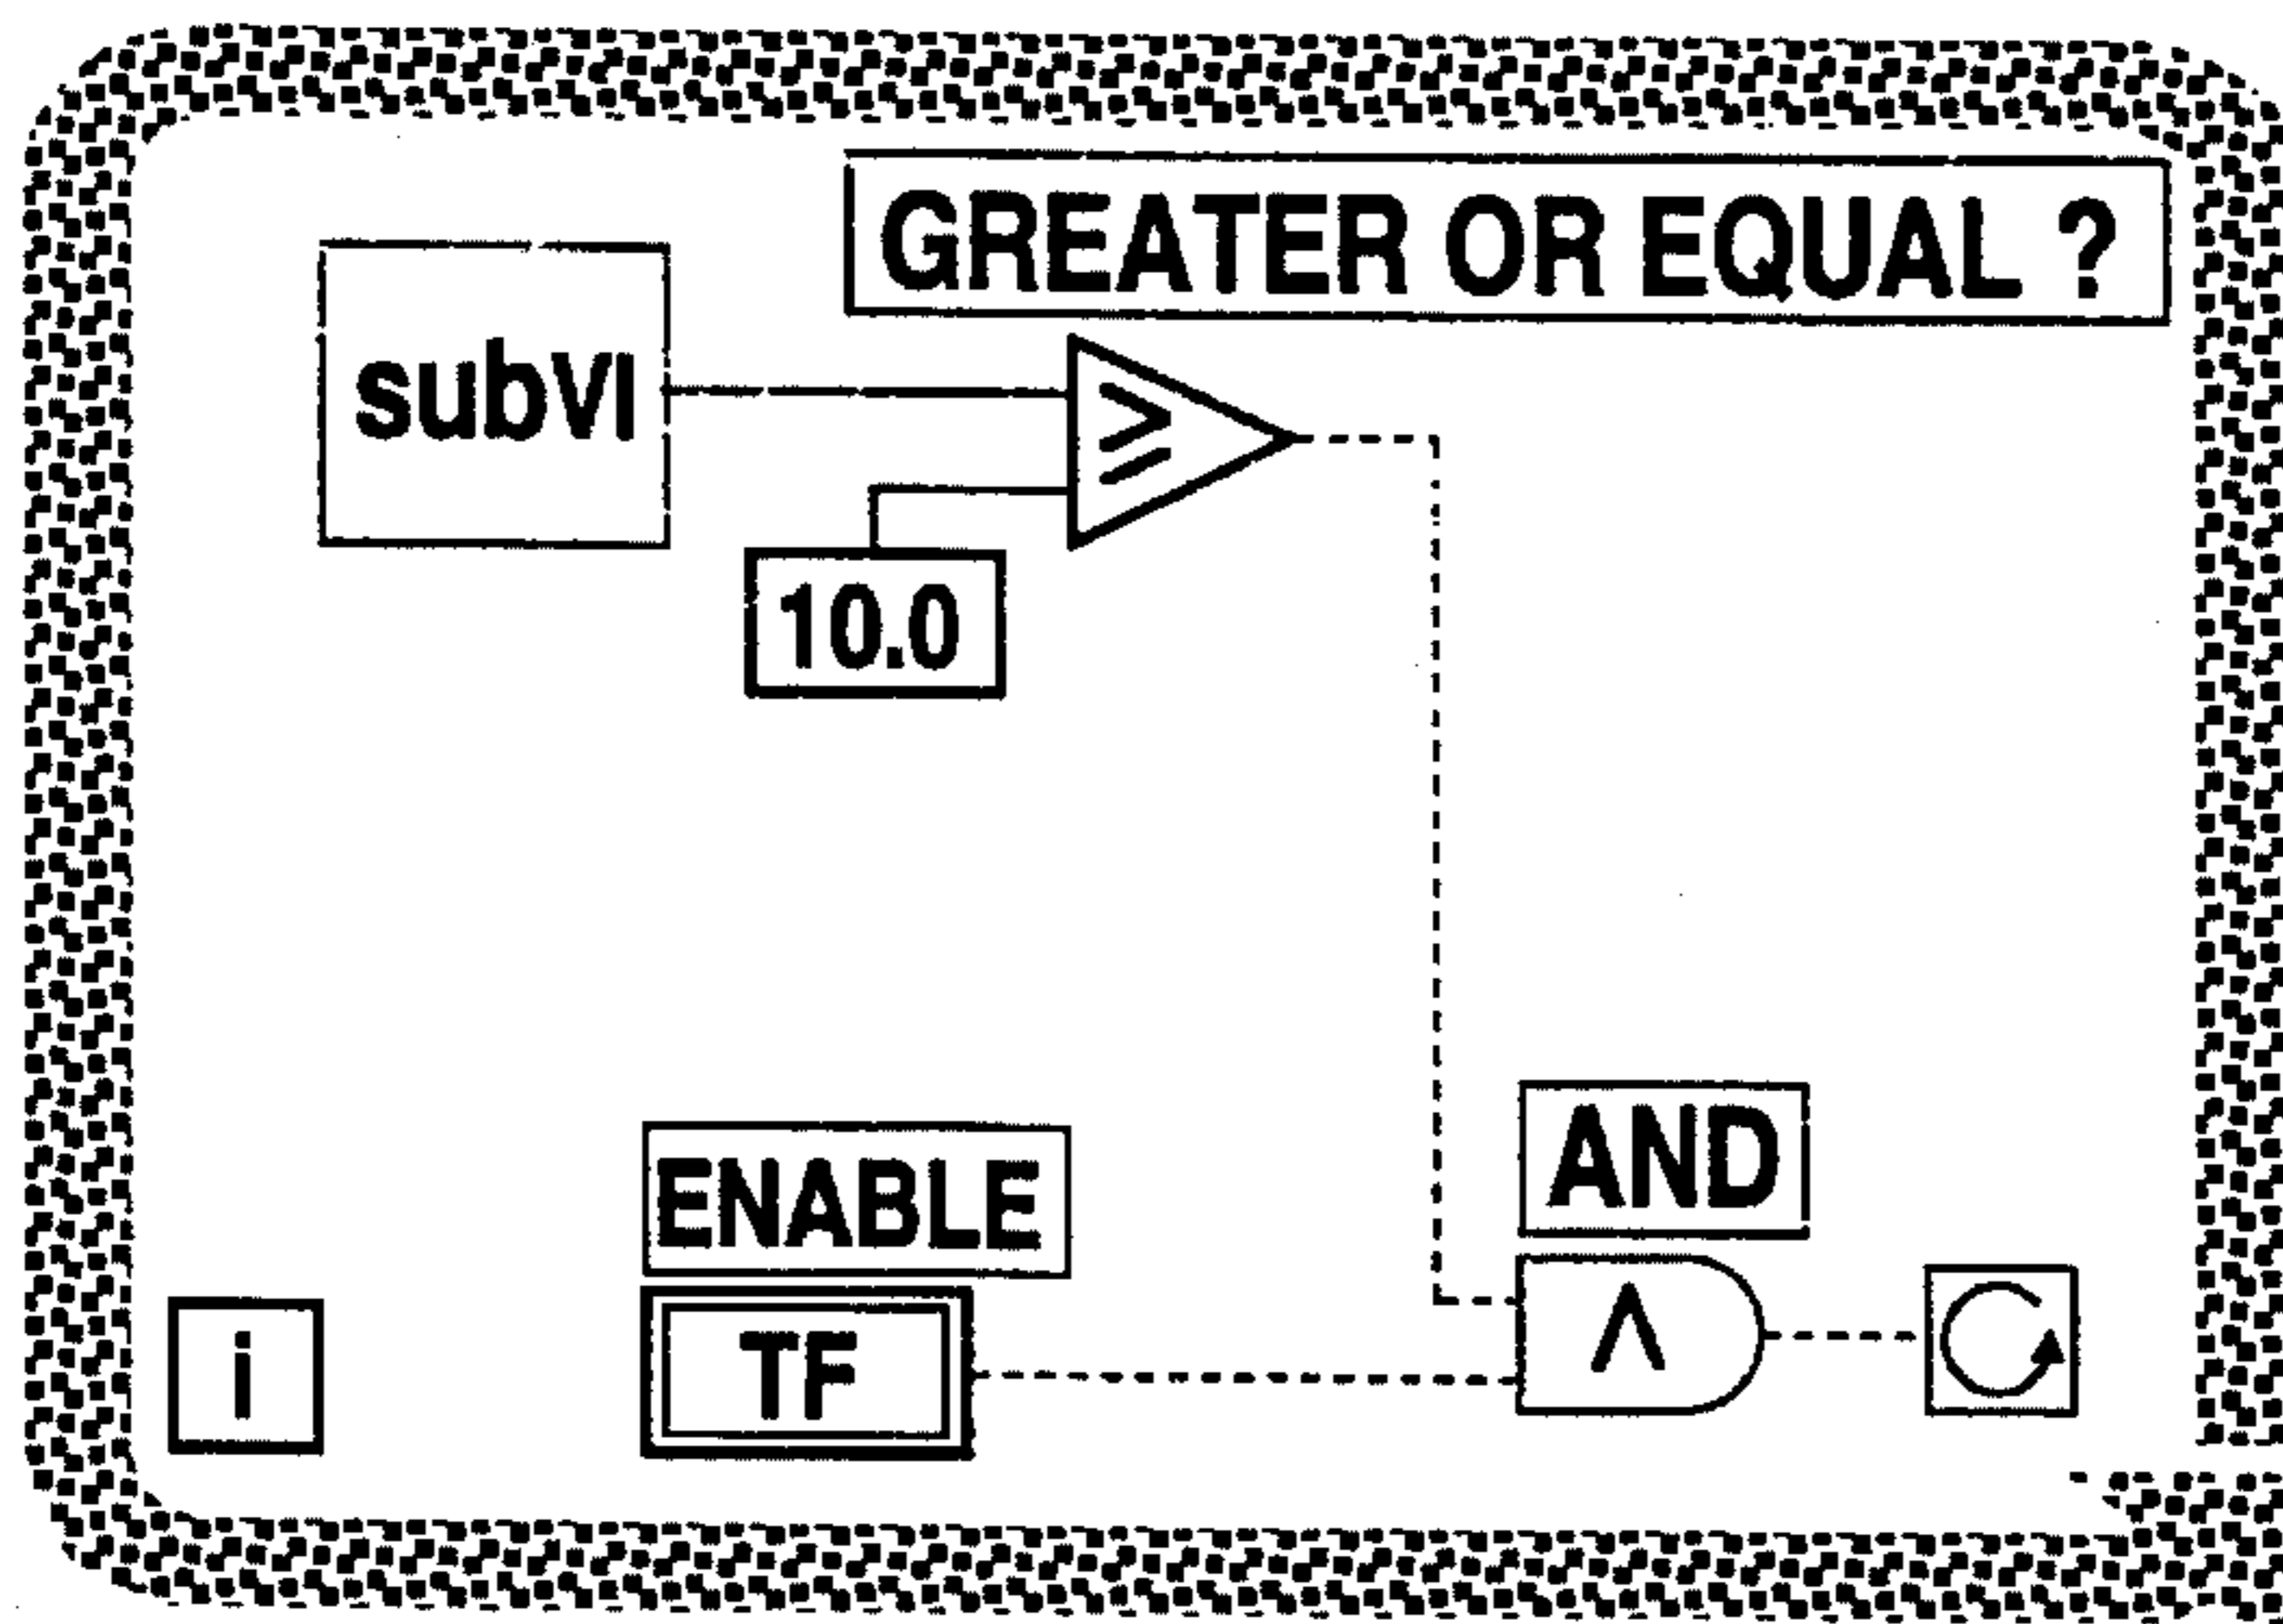 GREATER OR EQUAL ?
subVI
≥
10.0
ENABLE
AND
i
TF
∧